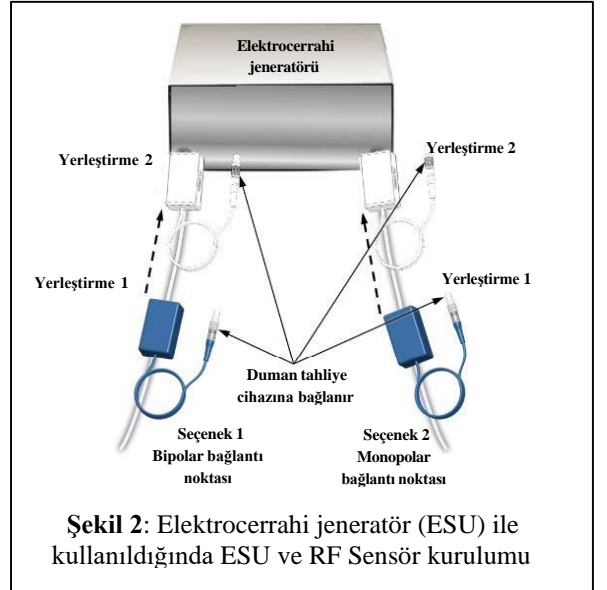 Elektrocerrahi
jeneratörü
Yerleştirme 2
Yerleştirme 2
Yerleştirme 1
Yerleştirme 1
Duman tahliye
cihazına bağlanır
Seçenek 1
Bipolar bağlantı
noktası
Seçenek 2
Monopolar
bağlantı noktası
Şekil 2: Elektrocerrahi jeneratör (ESU) ile
kullanıldığında ESU ve RF Sensör kurulumu